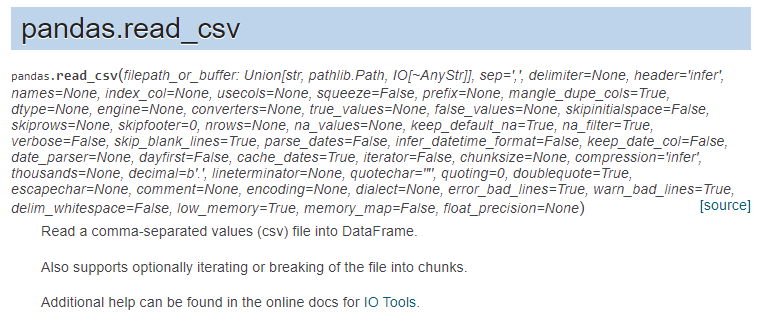 pandas.read_csv
pandas.read_csv(filepath_or_buffer: Union[str, pathlib.Path, IO[~AnyStr]], sep=',', delimiter=None, header='infer',
names=None, index_col=None, usecols=None, squeeze=False, prefix=None, mangle_dupe_cols=True,
dtype=None, engine=None, converters=None, true_values=None, false_values=None, skipinitialspace=False,
skiprows=None, skipfooter=0, nrows=None, na_values=None, keep_default_na=True, na_filter=True,
verbose=False, skip_blank_lines=True, parse_dates=False, infer_datetime_format=False, keep_date_col=False,
date_parser=None, dayfirst=False, cache_dates=True, iterator=False, chunksize=None, compression='infer',
thousands=None, decimal=b'.', lineterminator=None, quotechar='"', quoting=0, doublequote=True,
escapechar=None, comment=None, encoding=None, dialect=None, error_bad_lines=True, warn_bad_lines=True,
delim_whitespace=False, low_memory=True, memory_map=False, float_precision=None) [source]
Read a comma-separated values (csv) file into DataFrame.
Also supports optionally iterating or breaking of the file into chunks.
Additional help can be found in the online docs for IO Tools.